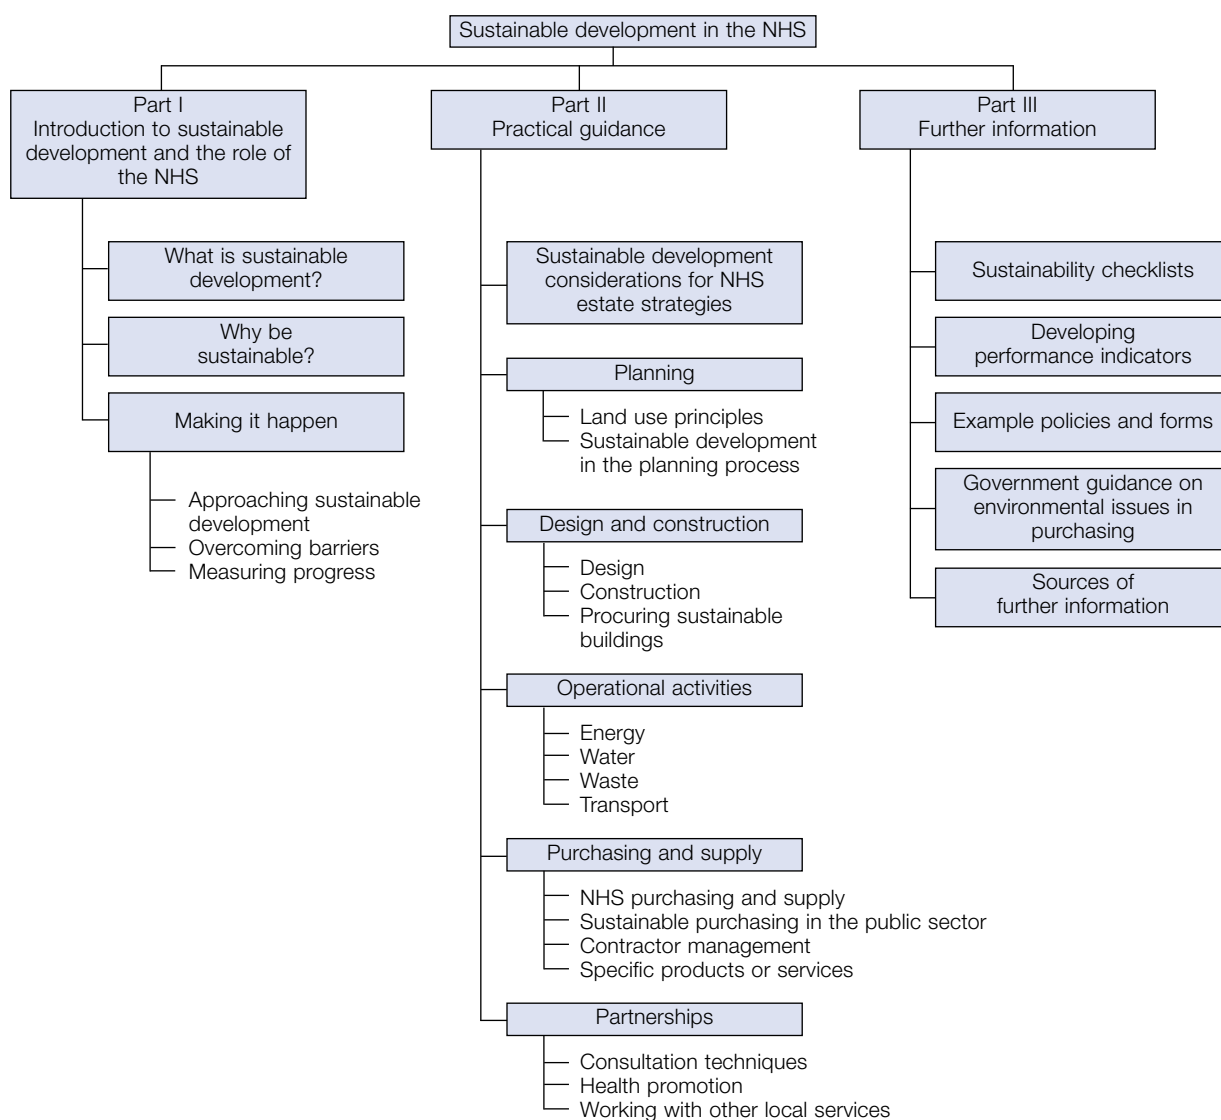 Sustainable development in the NHS
Part I
Introduction to sustainable
development and the role of
the NHS
What is sustainable
development?
Why be
sustainable?
Making it happen
Approaching sustainable
development
Overcoming barriers
Measuring progress
Part II
Practical guidance
Sustainable development
considerations for NHS
estate strategies
Planning
Land use principles
Sustainable development
in the planning process
Design and construction
Design
Construction
Procuring sustainable
buildings
Operational activities
Energy
Water
Waste
Transport
Purchasing and supply
NHS purchasing and supply
Sustainable purchasing in the public sector
Contractor management
Specific products or services
Partnerships
Consultation techniques
Health promotion
Working with other local services
Part III
Further information
Sustainability checklists
Developing
performance indicators
Example policies and forms
Government guidance on
environmental issues in
purchasing
Sources of
further information